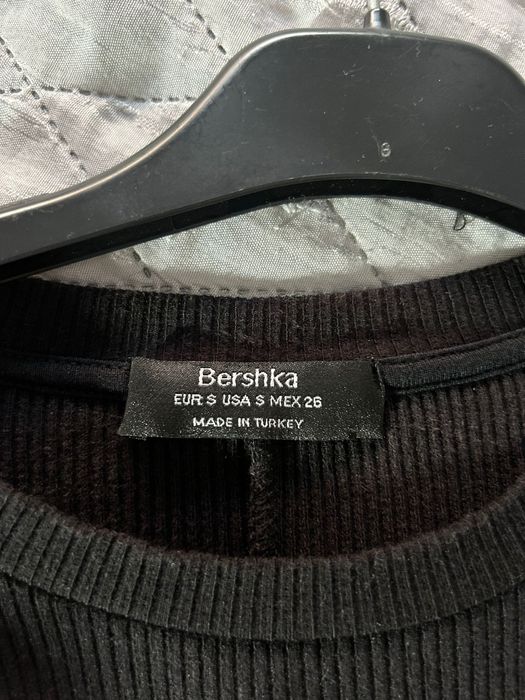 Bershka
EUR S USA S MEX 26
MADE IN TURKEY